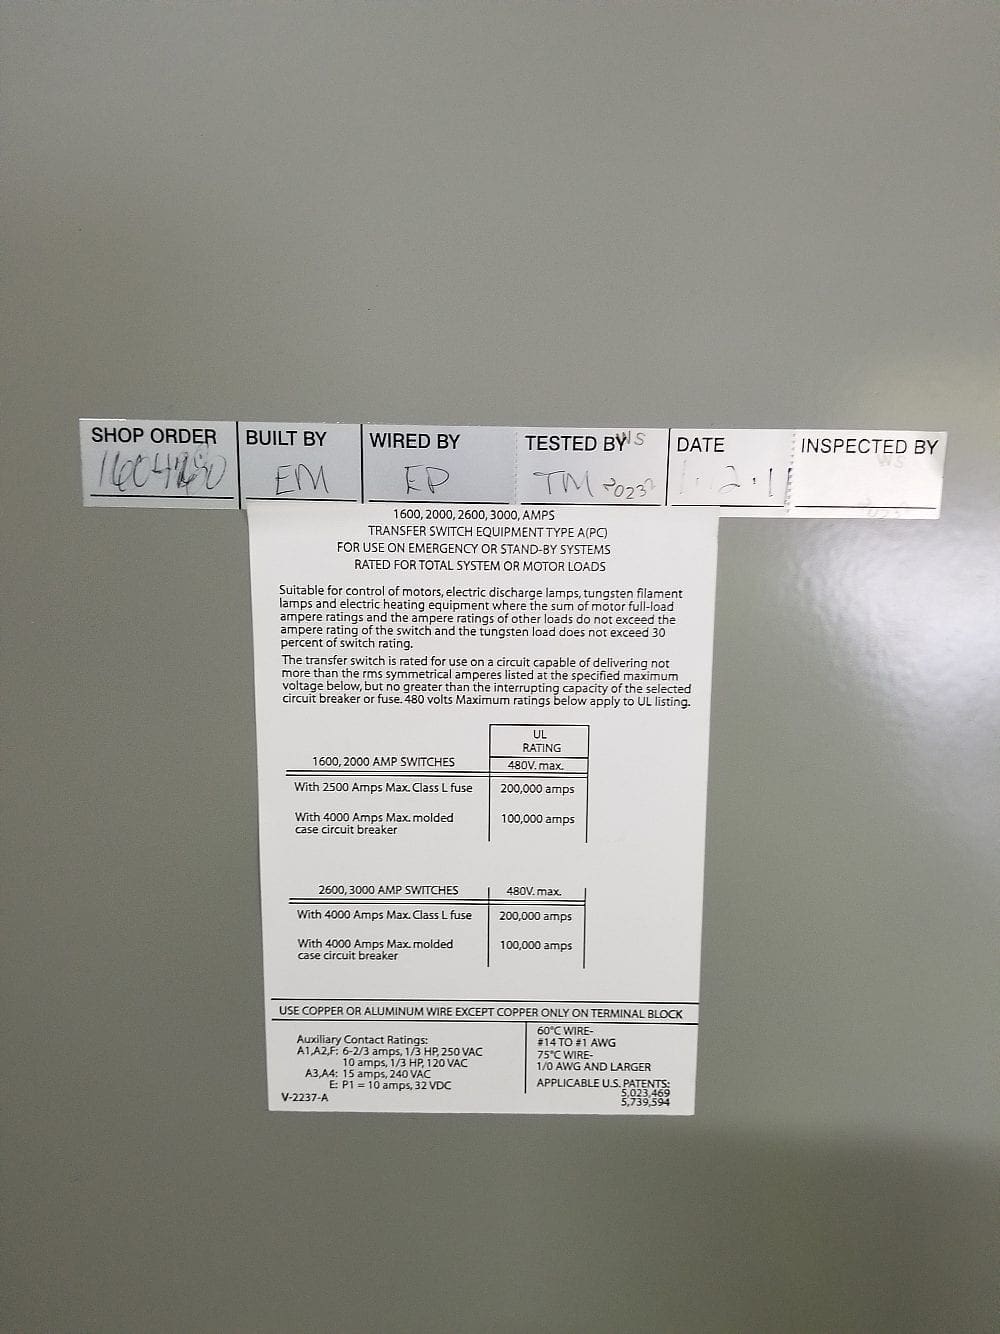 SHOP ORDER BUILT BY WIRED BY TESTED BY WS DATE INSPECTED BY
EM EP TM 20232 WS
1600, 2000, 2600, 3000, AMPS
TRANSFER SWITCH EQUIPMENT TYPE A(PC)
FOR USE ON EMERGENCY OR STAND-BY SYSTEMS
RATED FOR TOTAL SYSTEM OR MOTOR LOADS
Suitable for control of motors, electric discharge lamps, tungsten filament
lamps and electric heating equipment where the sum of motor full-load
ampere ratings and the ampere ratings of other loads do not exceed the
ampere rating of the switch and the tungsten load does not exceed 30
percent of switch rating.
The transfer switch is rated for use on a circuit capable of delivering not
more than the rms symmetrical amperes listed at the specified maximum
voltage below, but no greater than the interrupting capacity of the selected
circuit breaker or fuse. 480 volts Maximum ratings below apply to UL listing.
UL
RATING
1600, 2000 AMP SWITCHES 480V. max.
With 2500 Amps Max. Class L fuse 200,000 amps
With 4000 Amps Max. molded 100,000 amps
case circuit breaker
2600, 3000 AMP SWITCHES 480V. max.
With 4000 Amps Max. Class L fuse 200,000 amps
With 4000 Amps Max. molded 100,000 amps
case circuit breaker
USE COPPER OR ALUMINUM WIRE EXCEPT COPPER ONLY ON TERMINAL BLOCK
Auxiliary Contact Ratings:
A1,A2,F: 6-2/3 amps, 1/3 HP, 250 VAC
10 amps, 1/3 HP, 120 VAC
A3,A4: 15 amps, 240 VAC
E: P1 = 10 amps, 32 VDC
V-2237-A
60°C WIRE-
#14 TO #1 AWG
75°C WIRE-
1/0 AWG AND LARGER
APPLICABLE U.S. PATENTS:
5,023,469
5,739,594